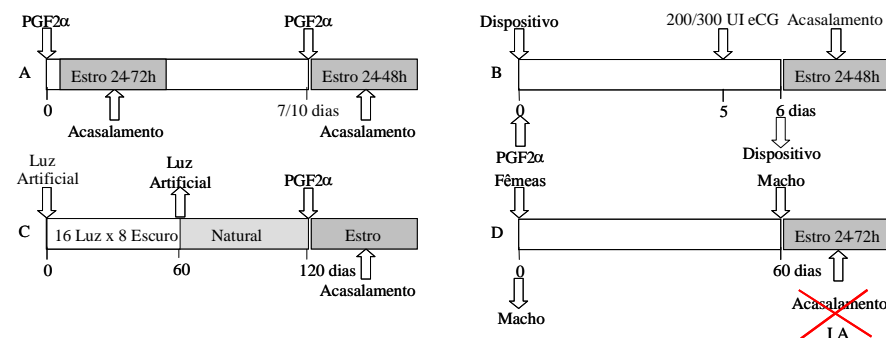 PGF2α PGF2α
A Estro 24-72h Estro 24-48h
0 7/10 dias
Acasalamento Acasalamento
Dispositivo 200/300 UI eCG Acasalamento
B Estro 24-48h
0 5 6 dias
PGF2α Dispositivo
Luz
Artificial
Luz
Artificial
PGF2α
C 16 Luz x 8 Escuro Natural Estro
0 60 120 dias
Acasalamento
Fêmeas Macho
D Estro 24-72h
0 60 dias
Macho
Acasalamento
IA